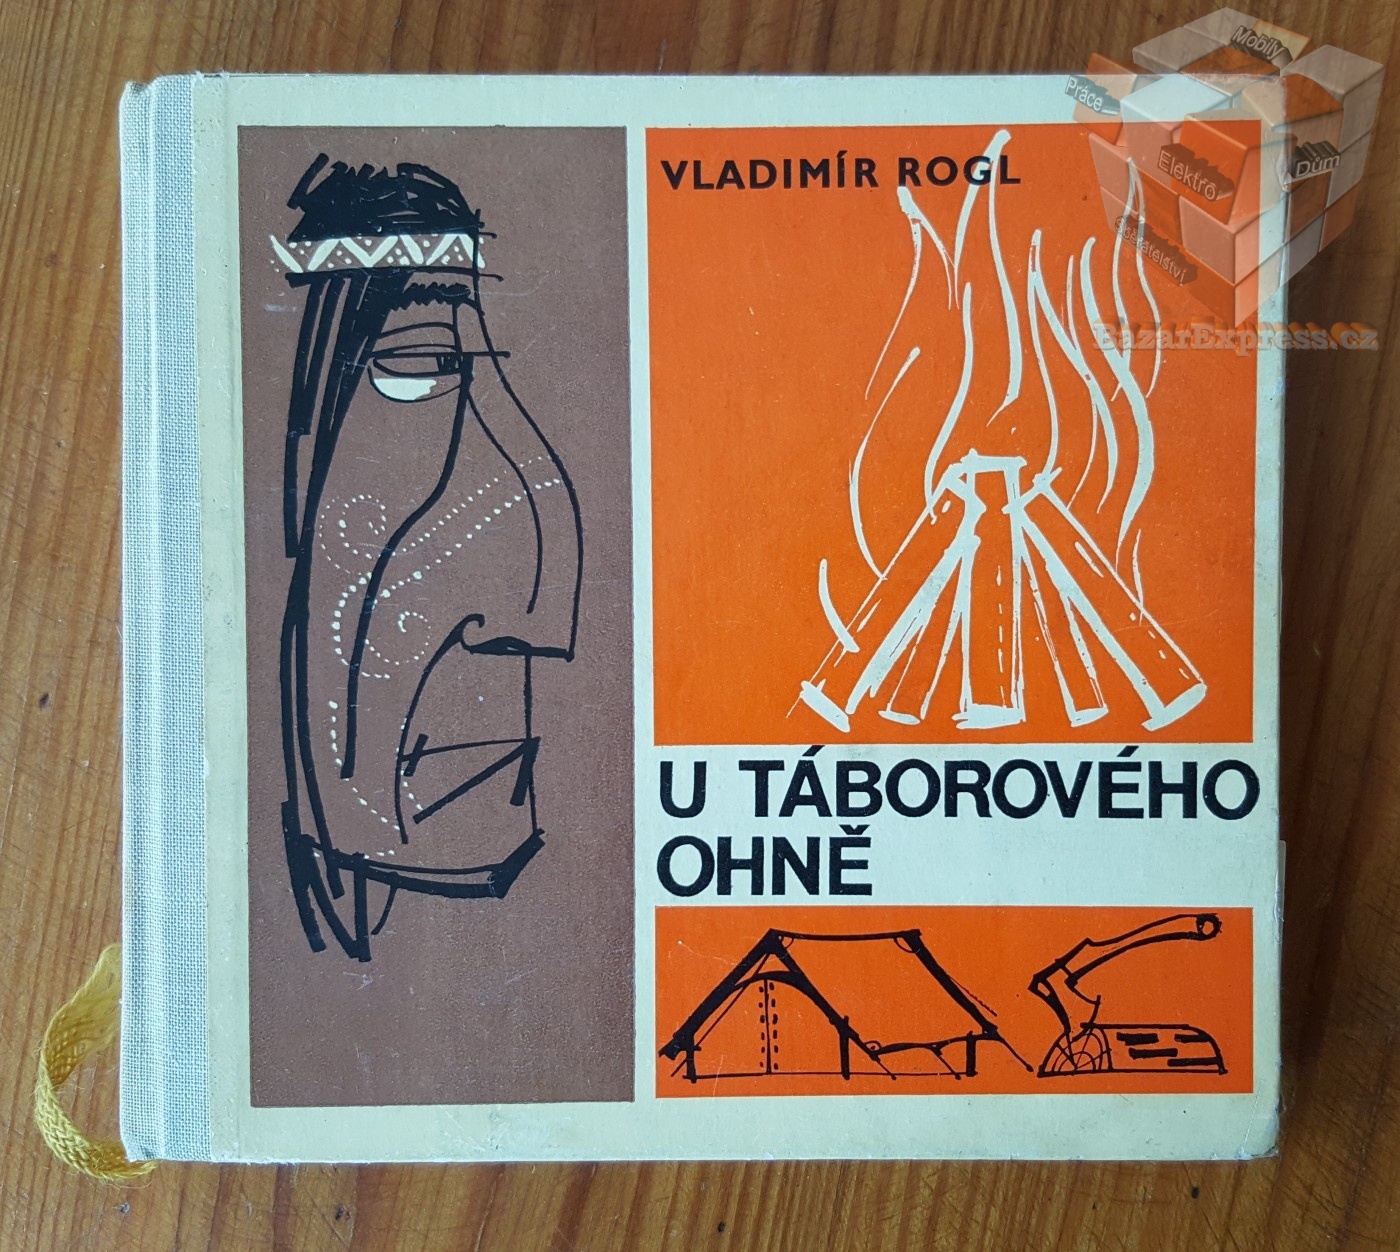 VLADIMÍR ROGL
U TÁBOROVÉHO
OHNĚ
Mobily
Práce
Elektro
Dům
BazarExpress.cz